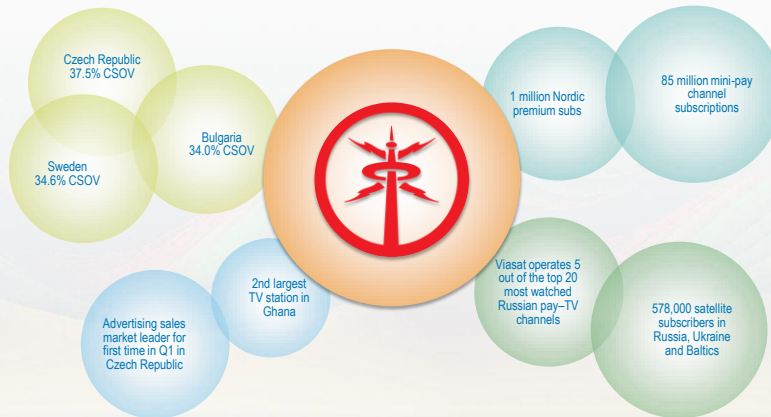 Czech Republic
37.5% CSOV
Bulgaria
34.0% CSOV
Sweden
34.6% CSOV
1 million Nordic
premium subs
85 million mini-pay
channel
subscriptions
2nd largest
TV station in
Ghana
Advertising sales
market leader for
first time in Q1 in
Czech Republic
Viasat operates 5
out of the top 20
most watched
Russian pay–TV
channels
578,000 satellite
subscribers in
Russia, Ukraine
and Baltics